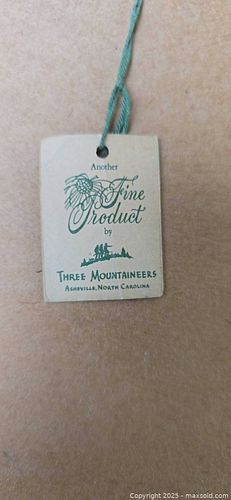 Another
Fine
Product
by
THREE MOUNTAINEERS
ASHEVILLE, NORTH CAROLINA
Copyright © 2025 - maxsold.com